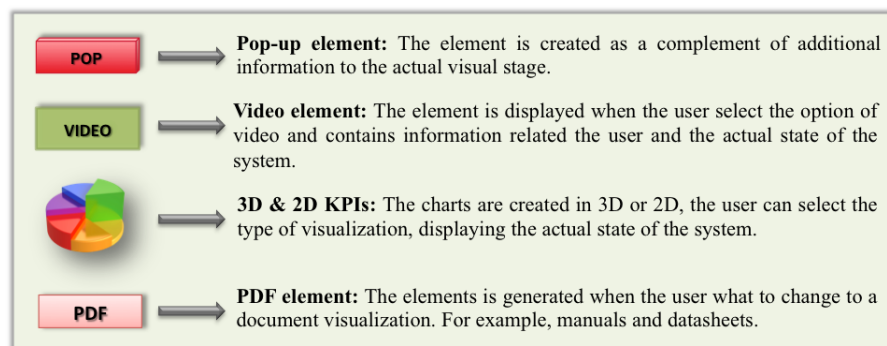 POP
Pop-up element: The element is created as a complement of additional
information to the actual visual stage.
VIDEO
Video element: The element is displayed when the user select the option of
video and contains information related the user and the actual state of the
system.
3D & 2D KPIs: The charts are created in 3D or 2D, the user can select the
type of visualization, displaying the actual state of the system.
PDF
PDF element: The elements is generated when the user what to change to a
document visualization. For example, manuals and datasheets.